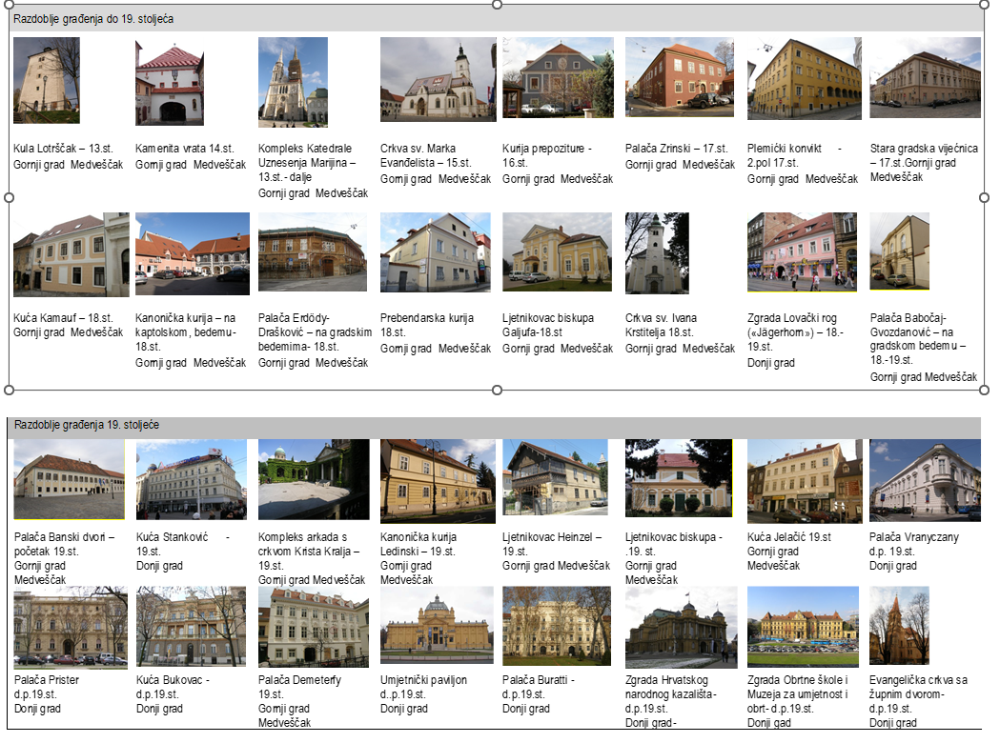 Razdoblje građenja do 19. stoljeća
Kula Lotršćak – 13.st.
Gornji grad Medveščak
Kamenita vrata 14.st.
Gornji grad Medveščak
Kompleks Katedrale
Uznesenja Marijina –
13.st.- dalje
Gornji grad Medveščak
Crkva sv. Marka
Evanđelista – 15.st.
Gornji grad Medveščak
Kurija prepoziture -
16.st.
Gornji grad Medveščak
Palača Zrinski – 17.st.
Gornji grad Medveščak
Plemićki konvikt -
2.pol 17.st.
Gornji grad Medveščak
Stara gradska vijećnica
– 17.st.Gornji grad
Medveščak
Kuća Kamauf – 18.st.
Gornji grad Medveščak
Kanonička kurija – na
kaptolskom, bedemu-
18.st.
Gornji grad Medveščak
Palača Erdödy-
Drašković – na gradskim
bedemima- 18.st.
Gornji grad Medveščak
Prebendarska kurija
18.st.
Gornji grad Medveščak
Ljetnikovac biskupa
Galjufa-18.st
Gornji grad Medveščak
Crkva sv. Ivana
Krstitelja 18.st.
Gornji grad Medveščak
Zgrada Lovački rog
(«Jägerhorn») – 18.-
19.st.
Donji grad
Palača Babočaj-
Gvozdanović – na
gradskom bedemu –
18.-19.st.
Gornji grad Medveščak
Razdoblje građenja 19. stoljeće
Palača Banski dvori –
početak 19.st.
Gornji grad
Medveščak
Kuća Stanković -
19.st.
Donji grad
Kompleks arkada s
crkvom Krista Kralja –
19.st.
Gornji grad Medveščak
Kanonička kurija
Ledinski – 19.st.
Gornji grad
Medveščak
Ljetnikovac Heinzel –
19.st.
Gornji grad Medveščak
Ljetnikovac biskupa -
.19. st.
Gornji grad
Medveščak
Kuća Jelačić 19.st
Gornji grad
Medveščak
Palača Vranyczany
d.p. 19.st.
Donji grad
Palača Prister
d.p.19.st.
Donji grad
Kuća Bukovac -
d.p.19.st.
Donji grad
Palača Demeterfy
19.st.
Gornji grad
Medveščak
Umjetnički paviljon
d..p.19.st.
Donji grad
Palača Buratti -
d.p.19.st.
Donji grad
Zgrada Hrvatskog
narodnog kazališta-
d.p.19.st.
Donji grad-
Zgrada Obrtne škole i
Muzeja za umjetnost i
obrt- d.p.19.st.
Donji gad
Evangelička crkva sa
župnim dvorom-
d.p.19.st.
Donji grad